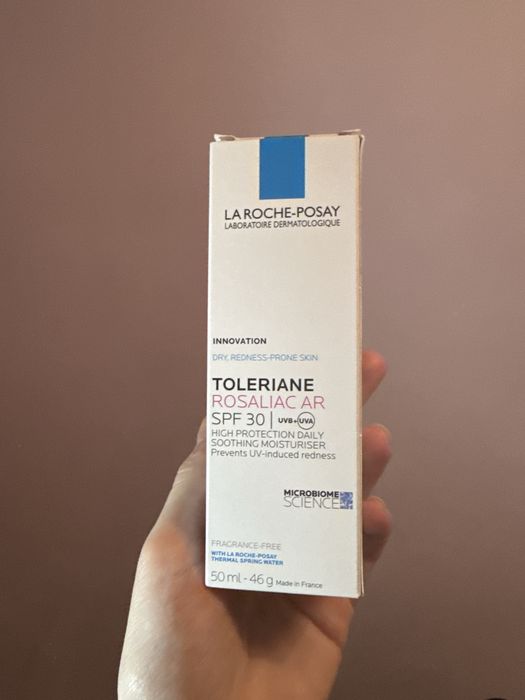 LA ROCHE-POSAY
LABORATOIRE DERMATOLOGIQUE
INNOVATION
DRY, REDNESS-PRONE SKIN
TOLERIANE
ROSALIAC AR
SPF 30 | UVB+UVA
HIGH PROTECTION DAILY
SOOTHING MOISTURISER
Prevents UV-induced redness
MICROBIOME
SCIENCE
FRAGRANCE-FREE
WITH LA ROCHE-POSAY
THERMAL SPRING WATER
50 ml - 46 g Made in France